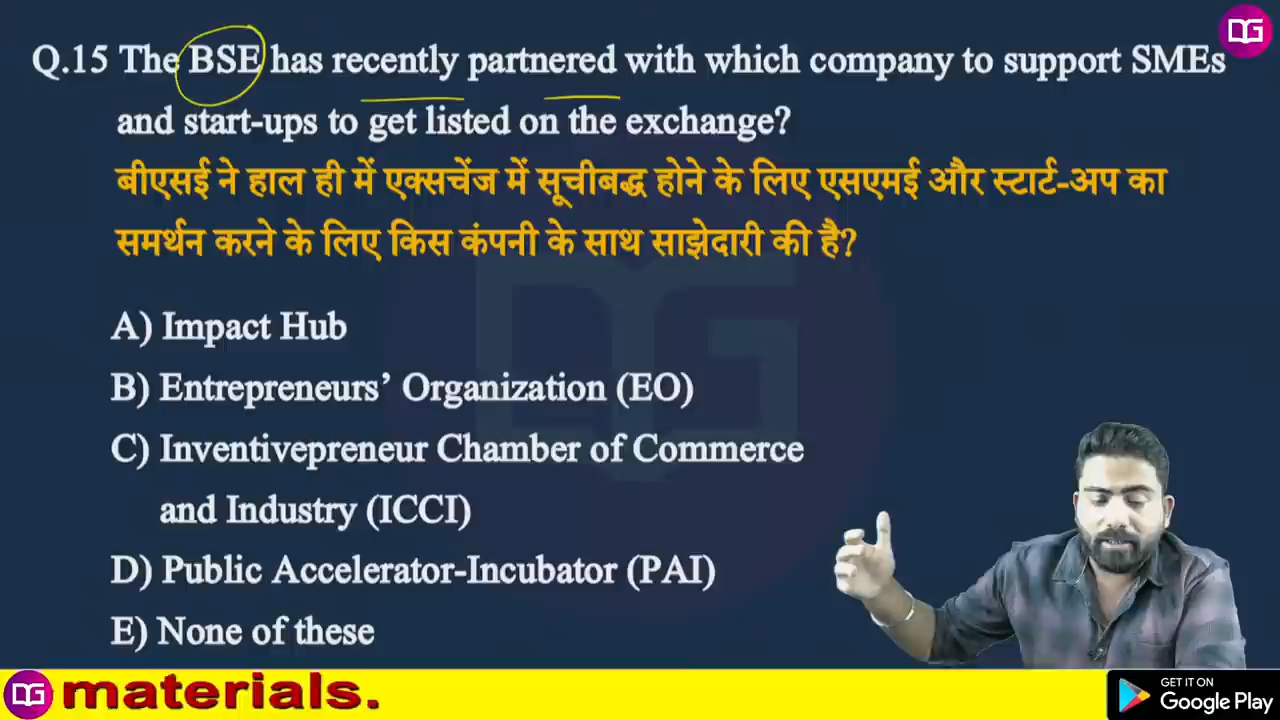 DG
Q.15 The BSE has recently partnered with which company to support SMEs
and start-ups to get listed on the exchange?
बीएसई ने हाल ही में एक्सचेंज में सूचीबद्ध होने के लिए एसएमई और स्टार्ट-अप का
समर्थन करने के लिए किस कंपनी के साथ साझेदारी की है?
A) Impact Hub
B) Entrepreneurs’ Organization (EO)
C) Inventivepreneur Chamber of Commerce
and Industry (ICCI)
D) Public Accelerator-Incubator (PAI)
E) None of these
DG materials.
GET IT ON
Google Play